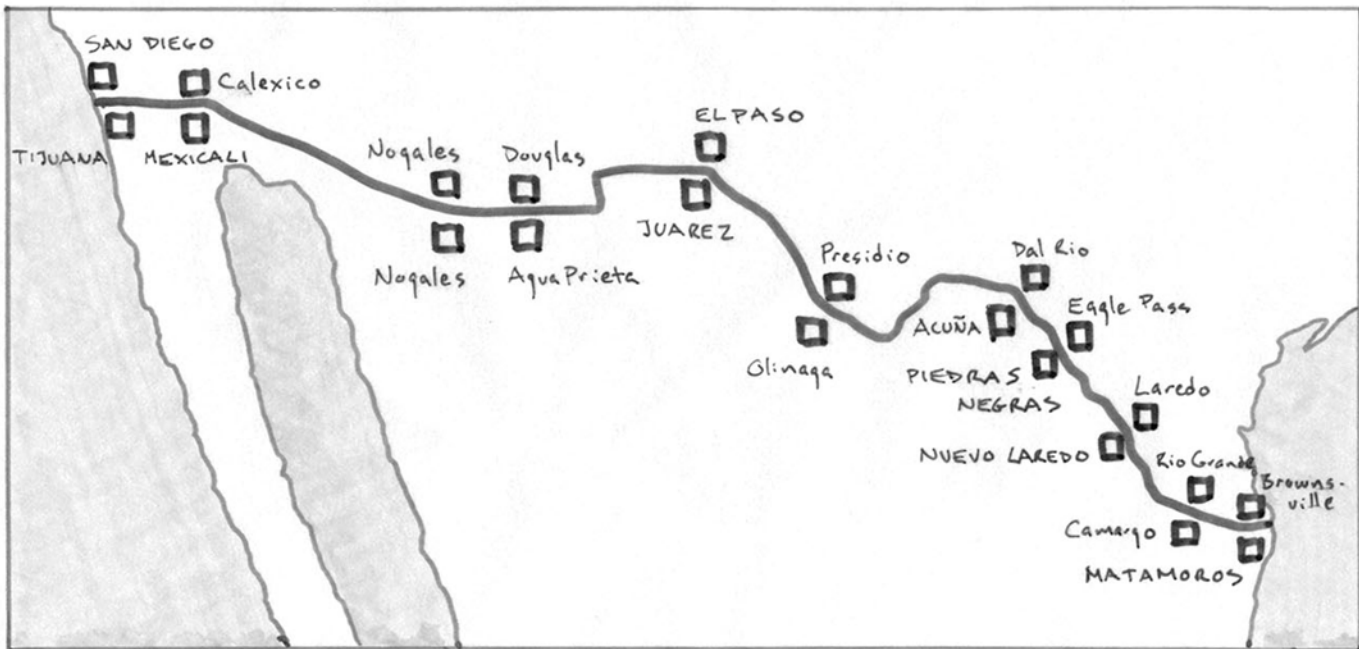 SAN DIEGO
Calexico
TIJUANA
MEXICALI
Nogales
Douglas
Nogales
Agua Prieta
EL PASO
JUAREZ
Presidio
Olinaga
Dal Rio
ACUÑA
Eagle Pass
PIEDRAS
NEGRAS
Laredo
NUEVO LAREDO
Rio Grande
Camargo
Browns-
ville
MATAMOROS